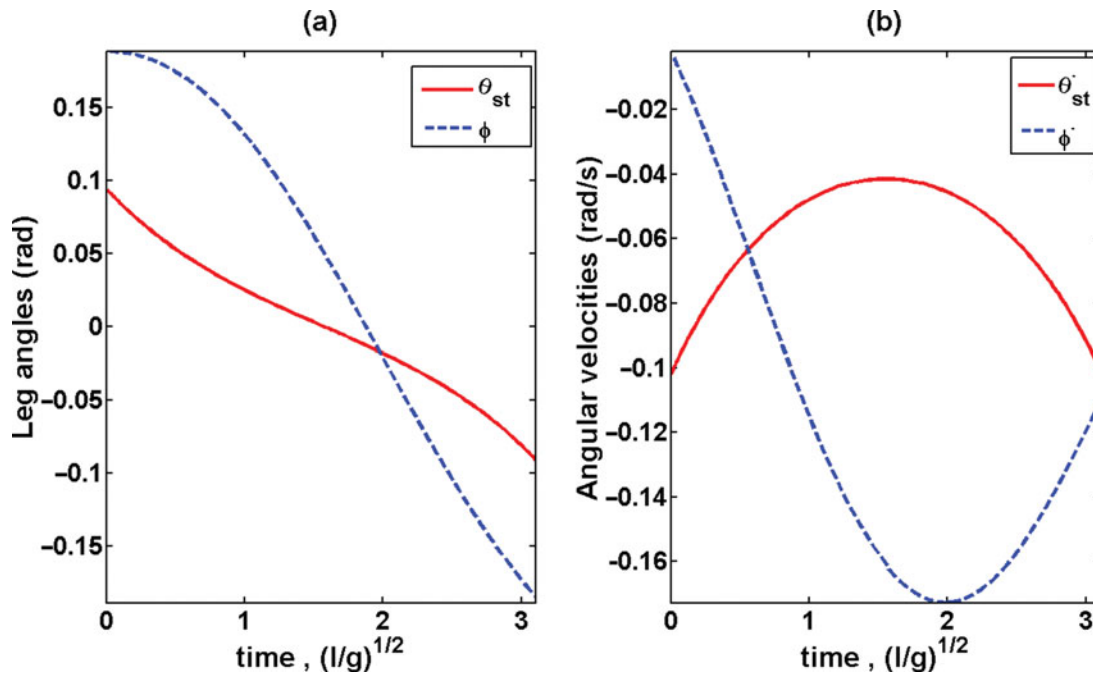 (a)
Leg angles (rad)
0.15
0.1
0.05
0
−0.05
−0.1
−0.15
0 1 2 3
time , (l/g)^1/2
θst
ϕ
(b)
Angular velocities (rad/s)
−0.02
−0.04
−0.06
−0.08
−0.1
−0.12
−0.14
−0.16
0 1 2 3
time , (l/g)^1/2
θ̇st
ϕ̇